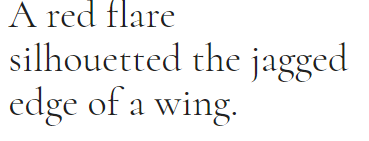 A red flare
silhouetted the jagged
edge of a wing.